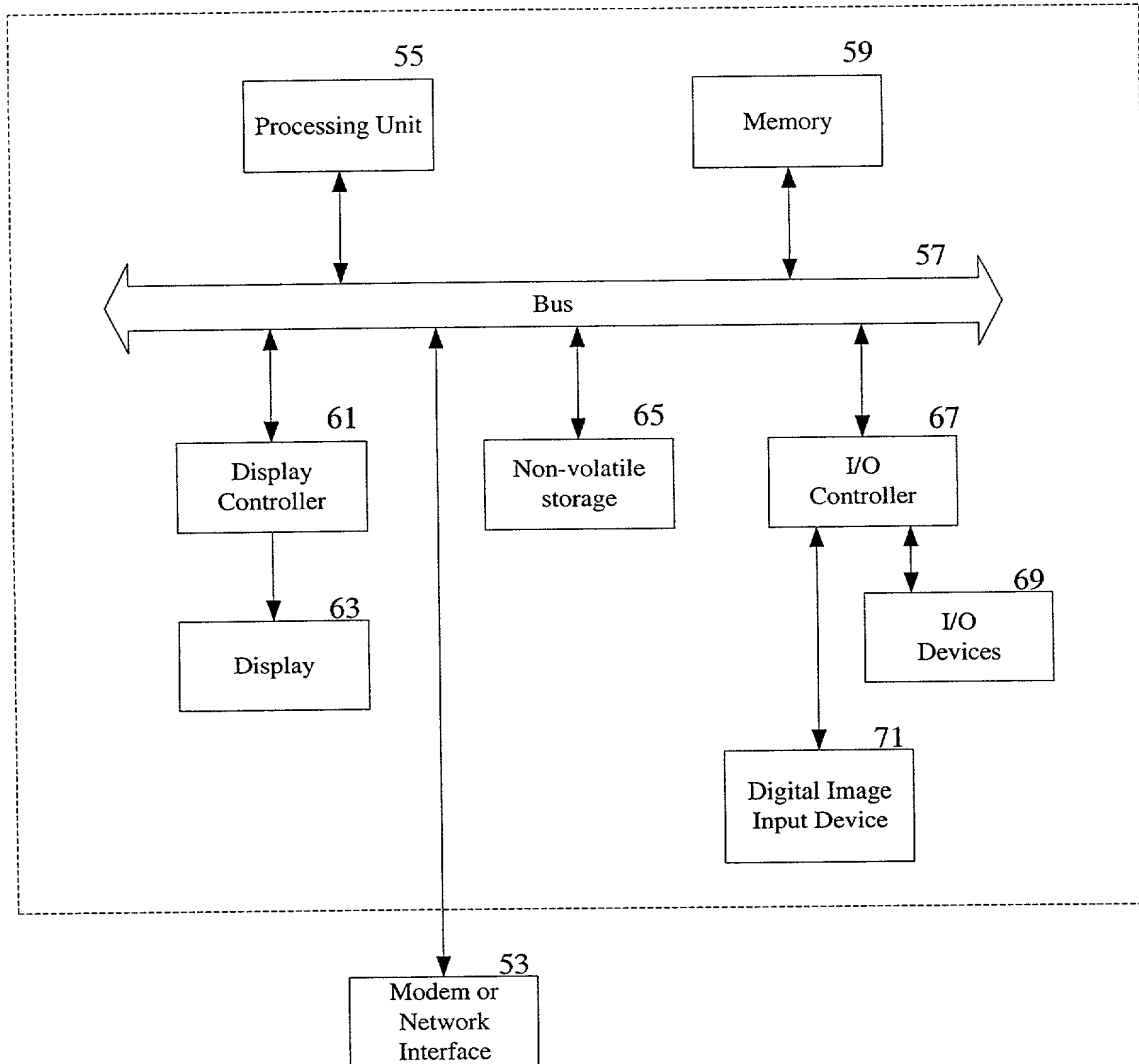 55
Processing Unit
59
Memory
57
Bus
61
Display
Controller
65
Non-volatile
storage
67
I/O
Controller
63
Display
69
I/O
Devices
71
Digital Image
Input Device
53
Modem or
Network
Interface